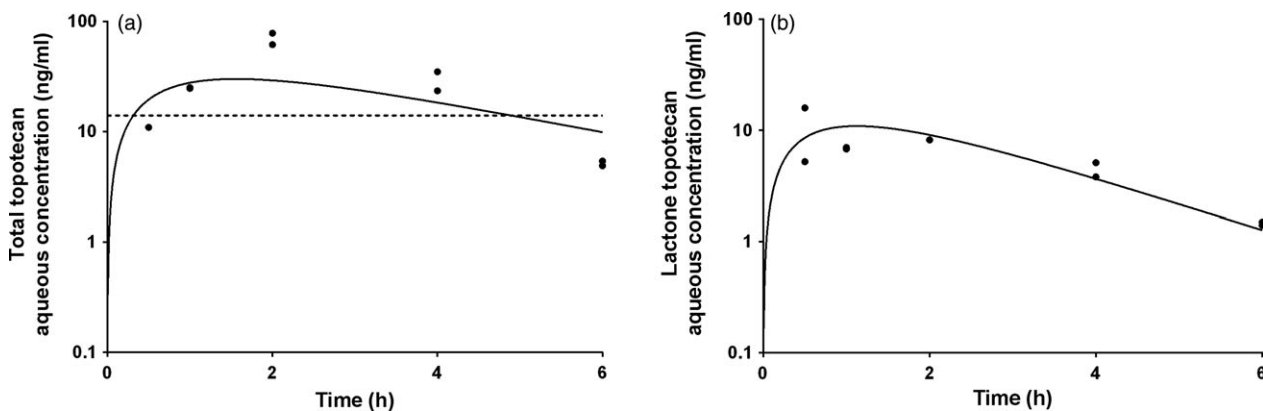 (a)
Total topotecan
aqueous concentration (ng/ml)
100
10
1
0.1
0 2 4 6
Time (h)
(b)
Lactone topotecan
aqueous concentration (ng/ml)
100
10
1
0.1
0 2 4 6
Time (h)